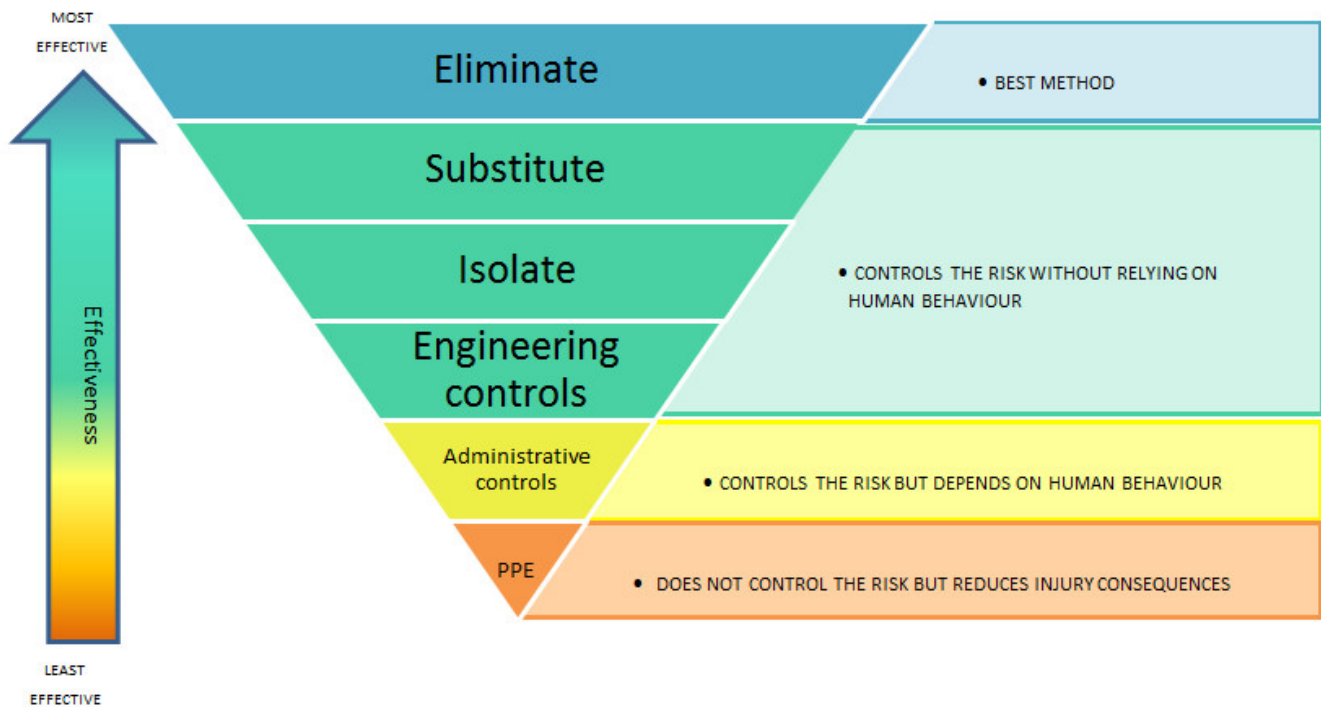 MOST
EFFECTIVE
Eliminate
• BEST METHOD
Substitute
Isolate
• CONTROLS THE RISK WITHOUT RELYING ON
HUMAN BEHAVIOUR
Engineering
controls
Effectiveness
Administrative
controls
• CONTROLS THE RISK BUT DEPENDS ON HUMAN BEHAVIOUR
PPE
• DOES NOT CONTROL THE RISK BUT REDUCES INJURY CONSEQUENCES
LEAST
EFFECTIVE